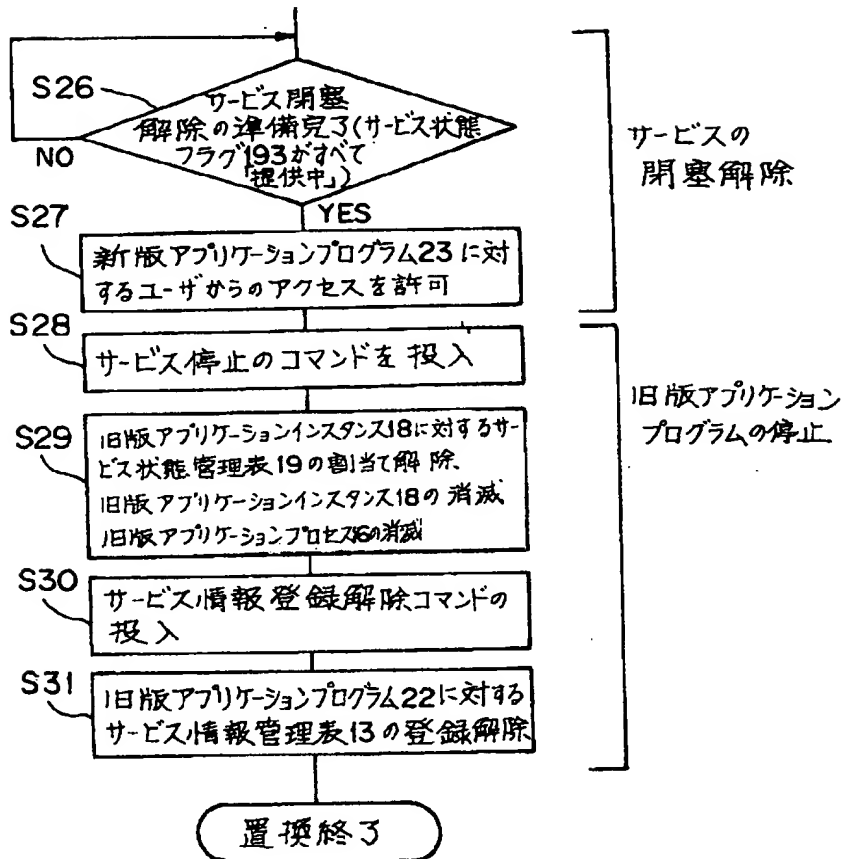 S26
サービス閉塞
解除の準備完了(サービス状態
フラグ193がすべて
「提供中」)
NO
YES
サービスの
閉塞解除
S27
新版アプリケーションプログラム23に対
するユーザからのアクセスを許可
S28
サービス停止のコマンドを投入
旧版アプリケーション
プログラムの停止
S29
旧版アプリケーションインスタンス18に対するサー
ビス状態管理表19の割当て解除
旧版アプリケーションインスタンス18の消滅
旧版アプリケーションプロセス16の消滅
S30
サービス情報登録解除コマンドの
投入
S31
旧版アプリケーションプログラム22に対する
サービス情報管理表13の登録解除
置換終了